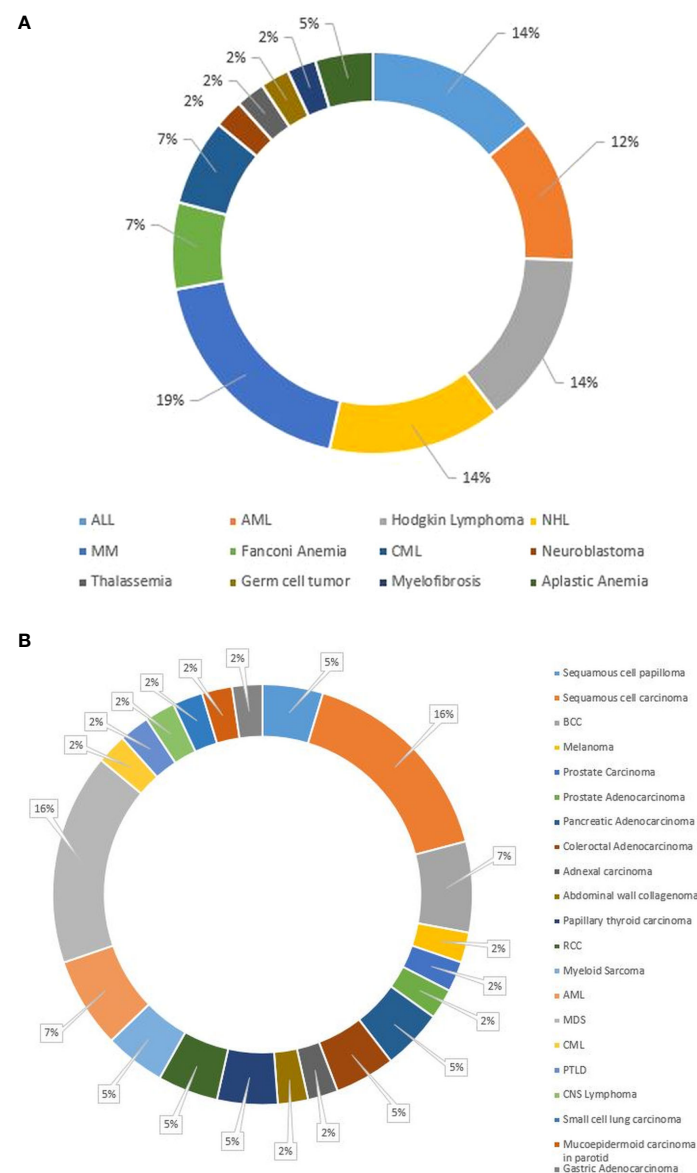 A
5%
14%
2%
2%
2%
2%
12%
7%
7%
14%
19%
14%
ALL AML Hodgkin Lymphoma NHL
MM Fanconi Anemia CML Neuroblastoma
Thalassemia Germ cell tumor Myelofibrosis Aplastic Anemia
B
2%
5%
2%
2%
2%
2%
2%
16%
16%
7%
2%
2%
2%
7%
5%
5%
5%
5%
5%
2%
2%
Sequamous cell papilloma
Sequamous cell carcinoma
BCC
Melanoma
Prostate Carcinoma
Prostate Adenocarcinoma
Pancreatic Adenocarcinoma
Coleroctal Adenocarcinoma
Adnexal carcinoma
Abdominal wall collagenoma
Papillary thyroid carcinoma
RCC
Myeloid Sarcoma
AML
MDS
CML
PTLD
CNS Lymphoma
Small cell lung carcinoma
Mucoepidermoid carcinoma
in parotid
Gastric Adenocarcinoma